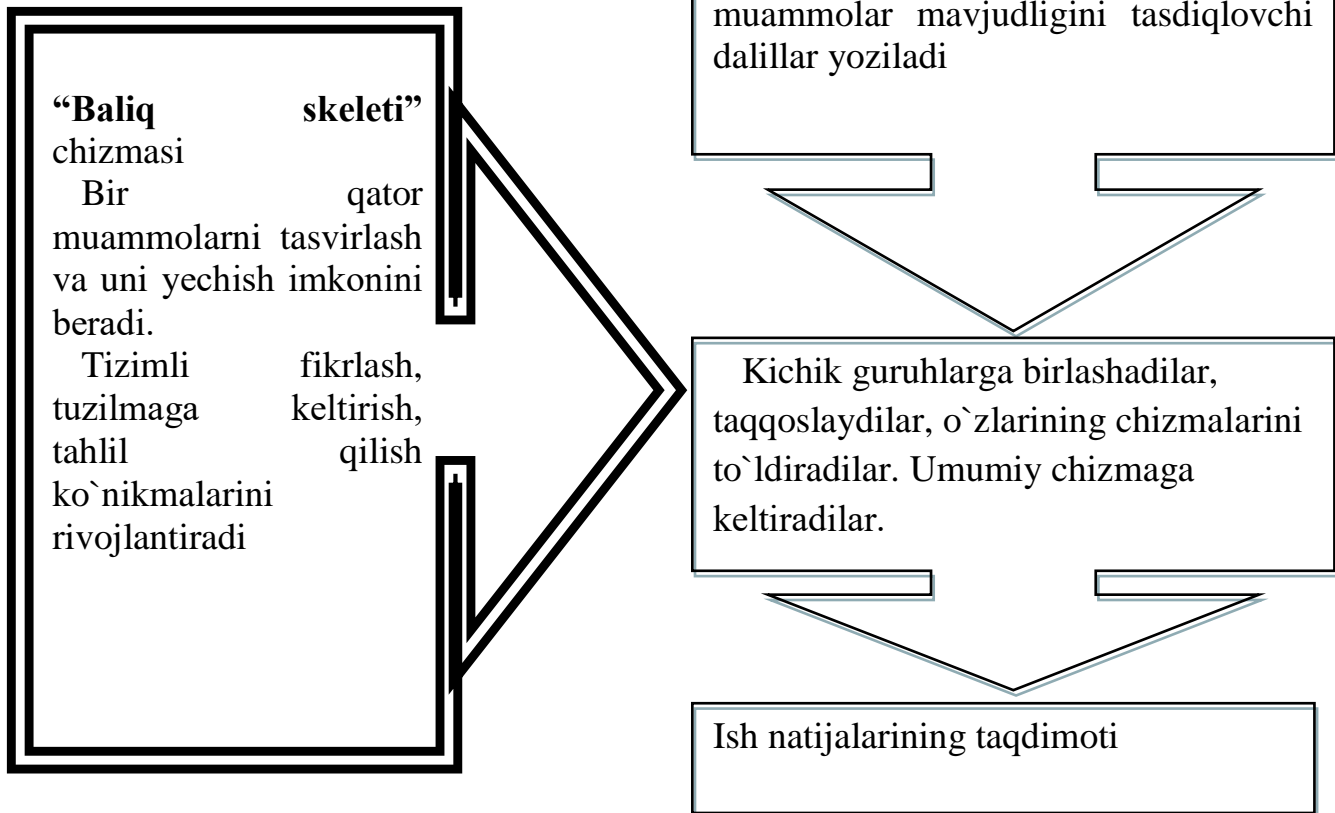 “Baliq skeleti”
chizmasi
Bir qator
muammolarni tasvirlash
va uni yechish imkonini
beradi.
Tizimli fikrlash,
tuzilmaga keltirish,
tahlil qilish
ko`nikmalarini
rivojlantiradi
muammolar mavjudligini tasdiqlovchi
dalillar yoziladi
Kichik guruhlarga birlashadilar,
taqqoslaydilar, o`zlarining chizmalarini
to`ldiradilar. Umumiy chizmaga
keltiradilar.
Ish natijalarining taqdimoti